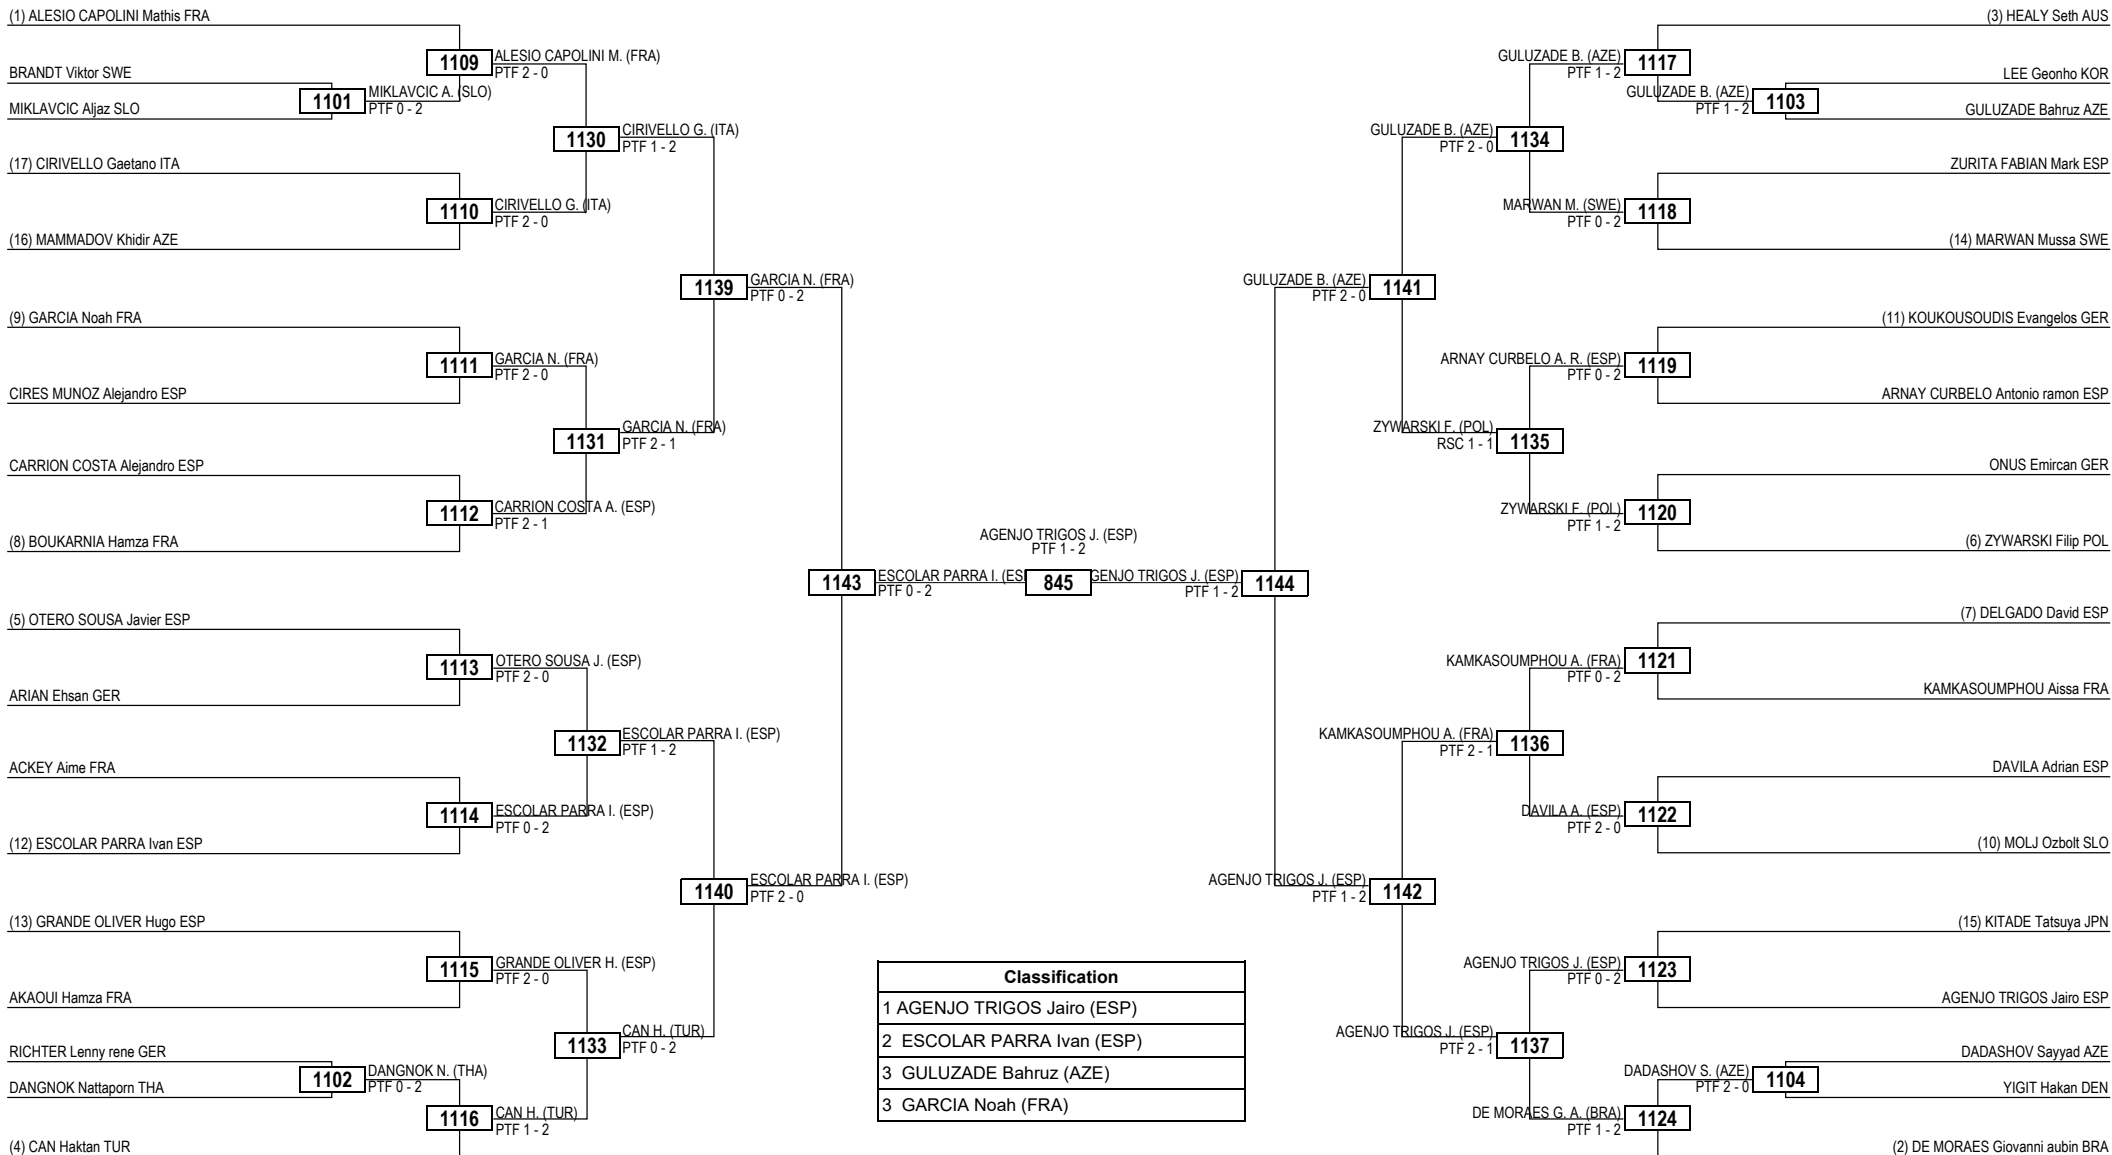 (1) ALESIO CAPOLINI Mathis FRA
BRANDT Viktor SWE
MIKLAVCIC Aljaz SLO
(17) CIRIVELLO Gaetano ITA
(16) MAMMADOV Khidir AZE
(9) GARCIA Noah FRA
CIRES MUNOZ Alejandro ESP
CARRION COSTA Alejandro ESP
(8) BOUKARNIA Hamza FRA
(5) OTERO SOUSA Javier ESP
ARIAN Ehsan GER
ACKEY Aime FRA
(12) ESCOLAR PARRA Ivan ESP
(13) GRANDE OLIVER Hugo ESP
AKAOUI Hamza FRA
RICHTER Lenny rene GER
DANGNOK Nattaporn THA
(4) CAN Haktan TUR
1101
MIKLAVCIC A. (SLO)
PTF 0 - 2
1102
DANGNOK N. (THA)
PTF 0 - 2
1109
ALESIO CAPOLINI M. (FRA)
PTF 2 - 0
1110
CIRIVELLO G. (ITA)
PTF 2 - 0
1111
GARCIA N. (FRA)
PTF 2 - 0
1112
CARRION COSTA A. (ESP)
PTF 2 - 1
1113
OTERO SOUSA J. (ESP)
PTF 2 - 0
1114
ESCOLAR PARRA I. (ESP)
PTF 0 - 2
1115
GRANDE OLIVER H. (ESP)
PTF 2 - 0
1116
CAN H. (TUR)
PTF 1 - 2
1130
CIRIVELLO G. (ITA)
PTF 1 - 2
1131
GARCIA N. (FRA)
PTF 2 - 1
1132
ESCOLAR PARRA I. (ESP)
PTF 1 - 2
1133
CAN H. (TUR)
PTF 0 - 2
1139
GARCIA N. (FRA)
PTF 0 - 2
1140
ESCOLAR PARRA I. (ESP)
PTF 2 - 0
1143
ESCOLAR PARRA I. (ES
PTF 0 - 2
AGENJO TRIGOS J. (ESP)
PTF 1 - 2
845
GENJO TRIGOS J. (ESP)
PTF 1 - 2
1144
GULUZADE B. (AZE)
PTF 2 - 0
1141
AGENJO TRIGOS J. (ESP)
PTF 1 - 2
1142
GULUZADE B. (AZE)
PTF 2 - 0
1134
ZYWARSKI F. (POL)
RSC 1 - 1
1135
KAMKASOUMPHOU A. (FRA)
PTF 2 - 1
1136
AGENJO TRIGOS J. (ESP)
PTF 2 - 1
1137
GULUZADE B. (AZE)
PTF 1 - 2
1117
MARWAN M. (SWE)
PTF 0 - 2
1118
ARNAY CURBELO A. R. (ESP)
PTF 0 - 2
1119
ZYWARSKI F. (POL)
PTF 1 - 2
1120
KAMKASOUMPHOU A. (FRA)
PTF 0 - 2
1121
DAVILA A. (ESP)
PTF 2 - 0
1122
AGENJO TRIGOS J. (ESP)
PTF 0 - 2
1123
DE MORAES G. A. (BRA)
PTF 1 - 2
1124
GULUZADE B. (AZE)
PTF 1 - 2
1103
DADASHOV S. (AZE)
PTF 2 - 0
1104
(3) HEALY Seth AUS
LEE Geonho KOR
GULUZADE Bahruz AZE
ZURITA FABIAN Mark ESP
(14) MARWAN Mussa SWE
(11) KOUKOUSOUDIS Evangelos GER
ARNAY CURBELO Antonio ramon ESP
ONUS Emircan GER
(6) ZYWARSKI Filip POL
(7) DELGADO David ESP
KAMKASOUMPHOU Aissa FRA
DAVILA Adrian ESP
(10) MOLJ Ozbolt SLO
(15) KITADE Tatsuya JPN
AGENJO TRIGOS Jairo ESP
DADASHOV Sayyad AZE
YIGIT Hakan DEN
(2) DE MORAES Giovanni aubin BRA
Classification
1 AGENJO TRIGOS Jairo (ESP)
2 ESCOLAR PARRA Ivan (ESP)
3 GULUZADE Bahruz (AZE)
3 GARCIA Noah (FRA)